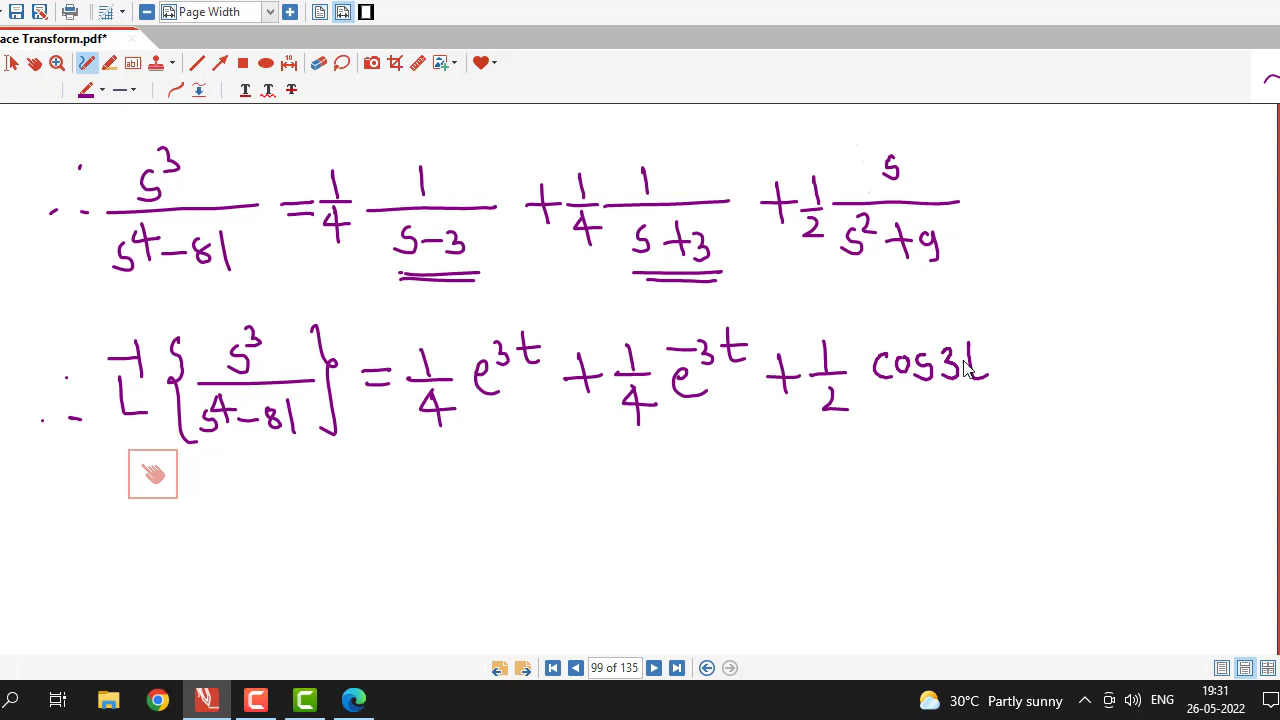 Page Width
ace Transform.pdf*
∴ s³/(s⁴-81) = 1/4 1/(s-3) + 1/4 1/(s+3) + 1/2 s/(s²+9)
∴ L⁻¹{s³/(s⁴-81)} = 1/4 e^3t + 1/4 e^-3t + 1/2 cos3t
99 of 135
30°C Partly sunny ENG 19:31
26-05-2022